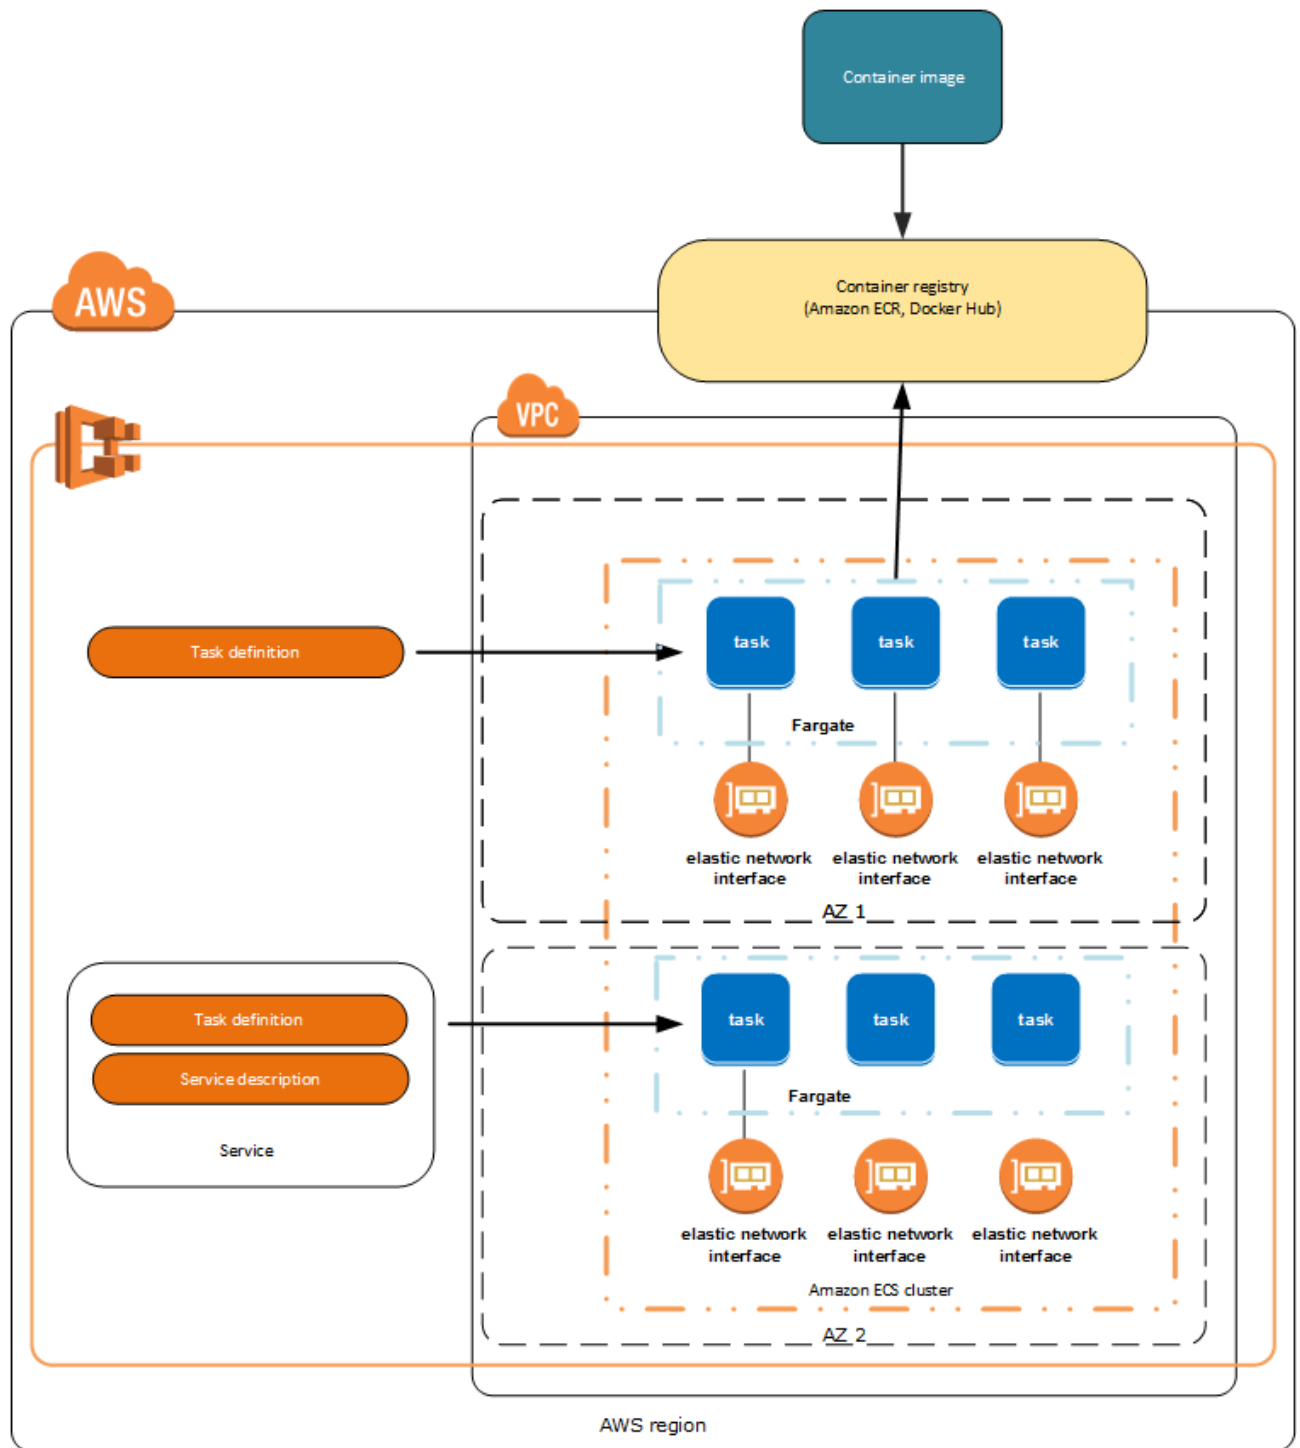 Container image
Container registry
(Amazon ECR, Docker Hub)
AWS
VPC
Task definition
task
task
task
Fargate
elastic network
interface
elastic network
interface
elastic network
interface
AZ 1
Task definition
Service description
Service
task
task
task
Fargate
elastic network
interface
elastic network
interface
elastic network
interface
Amazon ECS cluster
AZ 2
AWS region